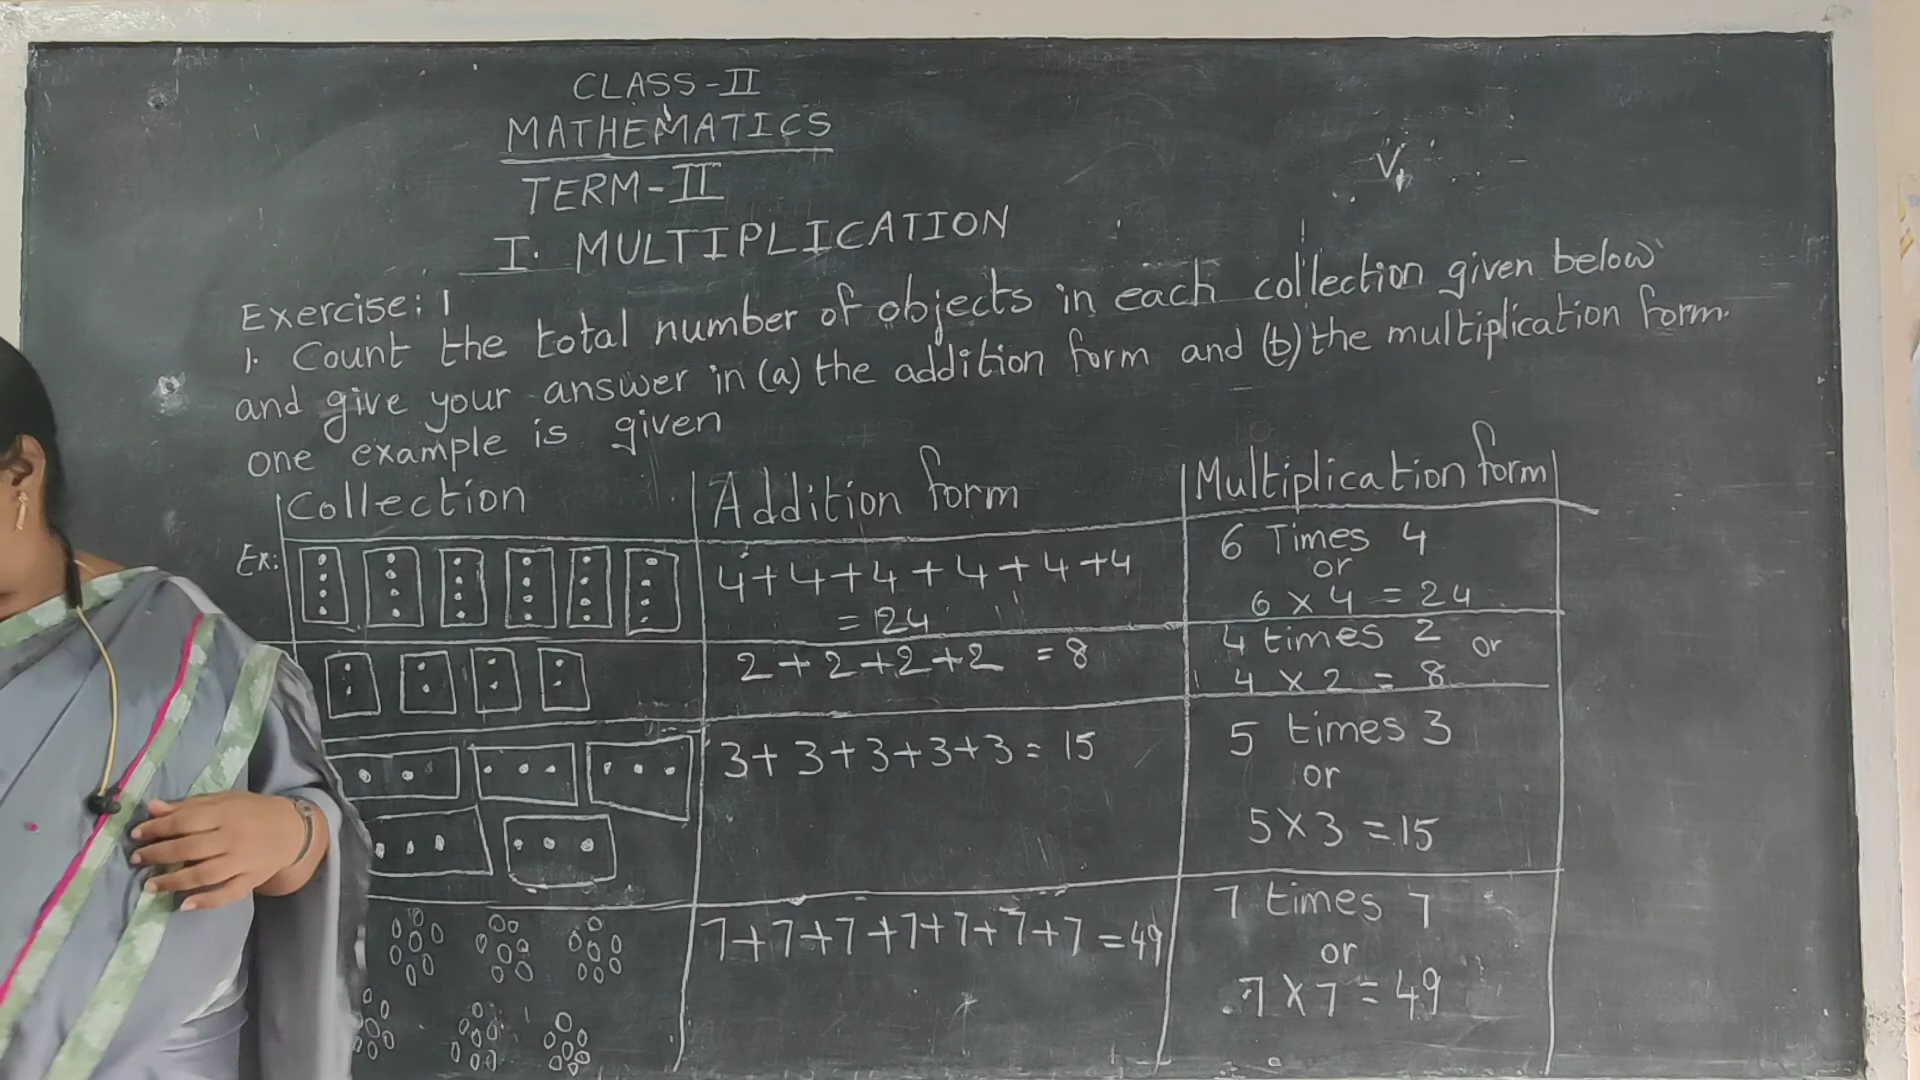 CLASS-II
MATHEMATICS
TERM-II
I. MULTIPLICATION
Exercise: 1
1. Count the total number of objects in each collection given below
and give your answer in (a) the addition form and (b) the multiplication form.
one example is given
Collection
Addition form
Multiplication form
Ex:
4+4+4+4+4+4
= 24
6 Times 4
or
6 x 4 = 24
2+2+2+2 = 8
4 times 2 or
4 x 2 = 8
3+3+3+3+3= 15
5 times 3
or
5x3 =15
7+7+7+7+7+7+7 =49
7 times 7
or
7 x 7 = 49